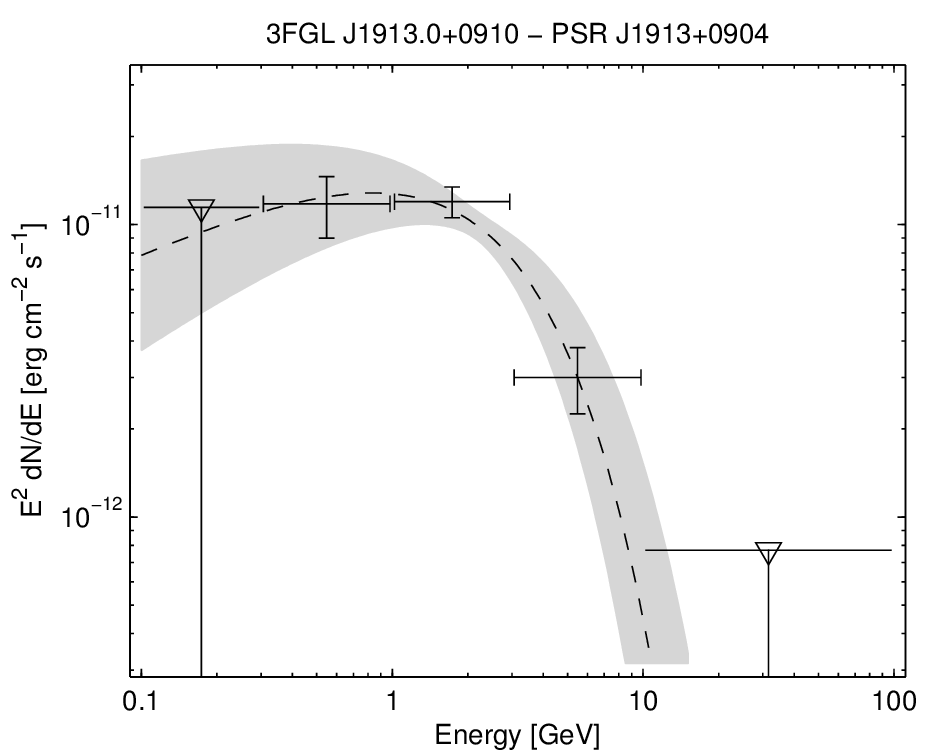 3FGL J1913.0+0910 − PSR J1913+0904
E² dN/dE [erg cm⁻² s⁻¹]
10⁻¹¹
10⁻¹²
0.1 1 10 100
Energy [GeV]